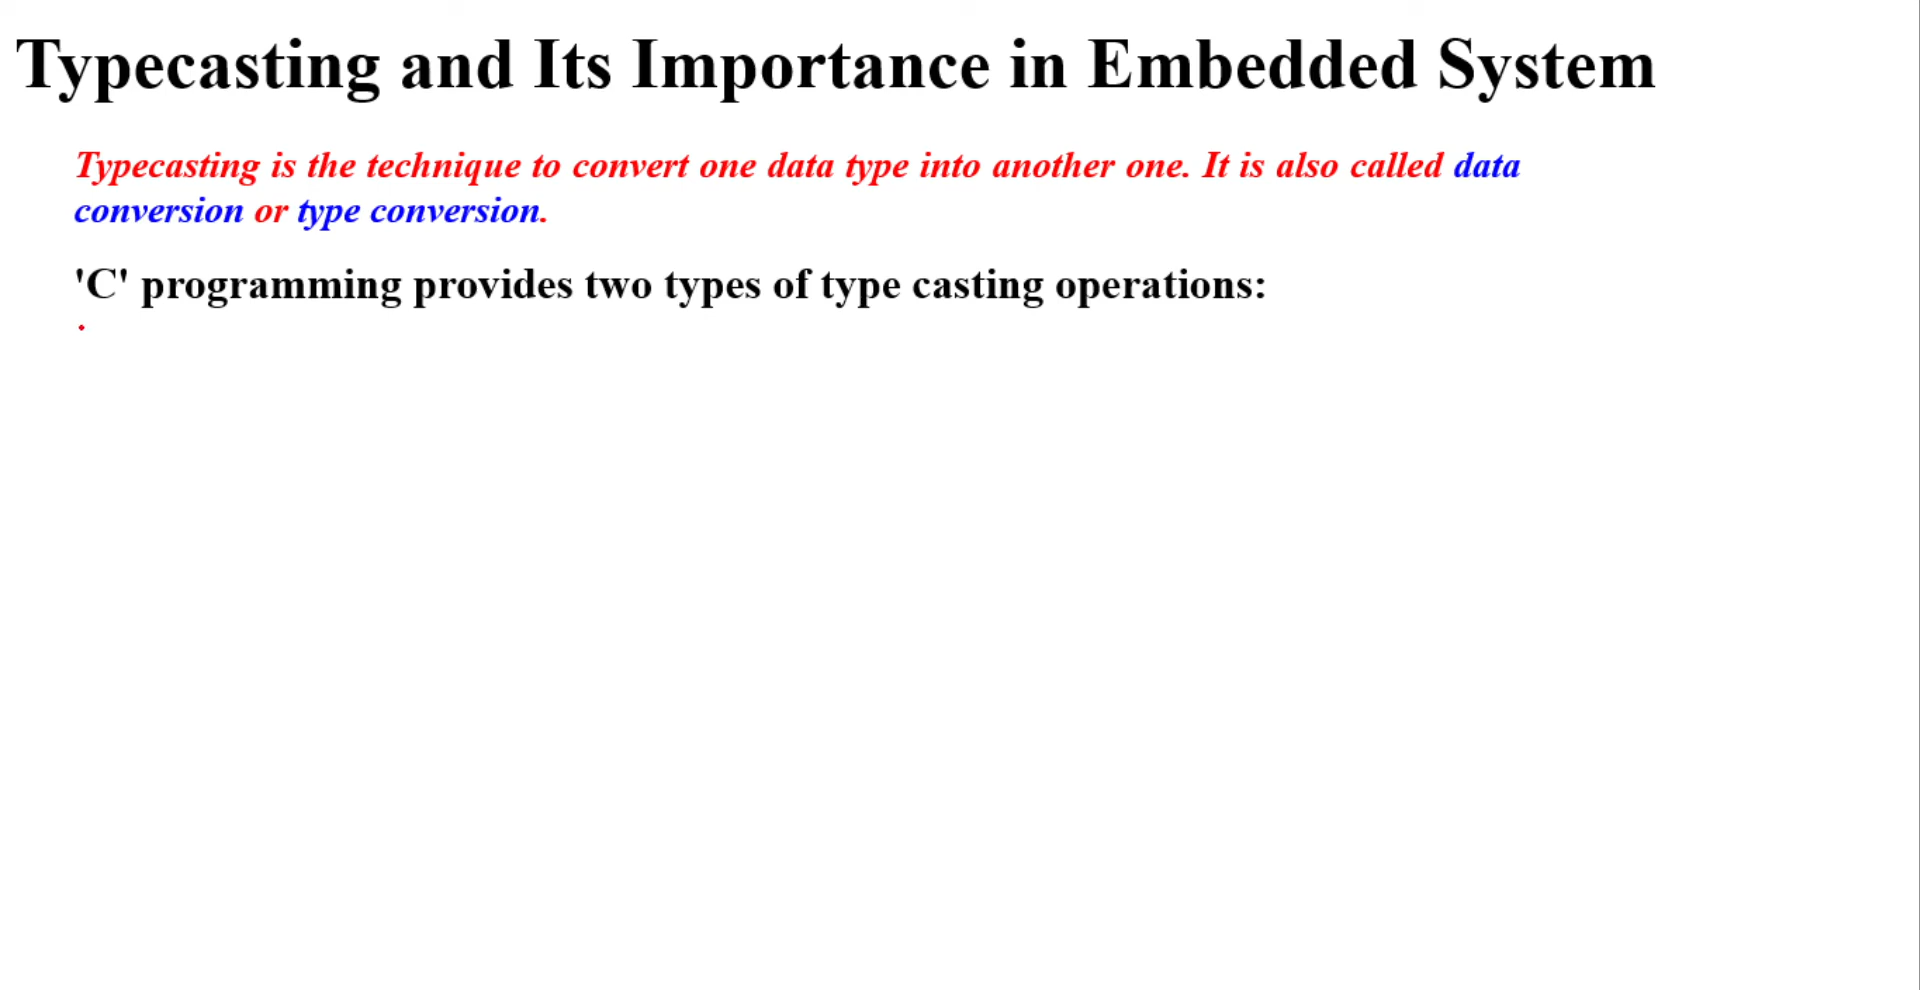 Typecasting and Its Importance in Embedded System
Typecasting is the technique to convert one data type into another one. It is also called data
conversion or type conversion.
'C' programming provides two types of type casting operations: